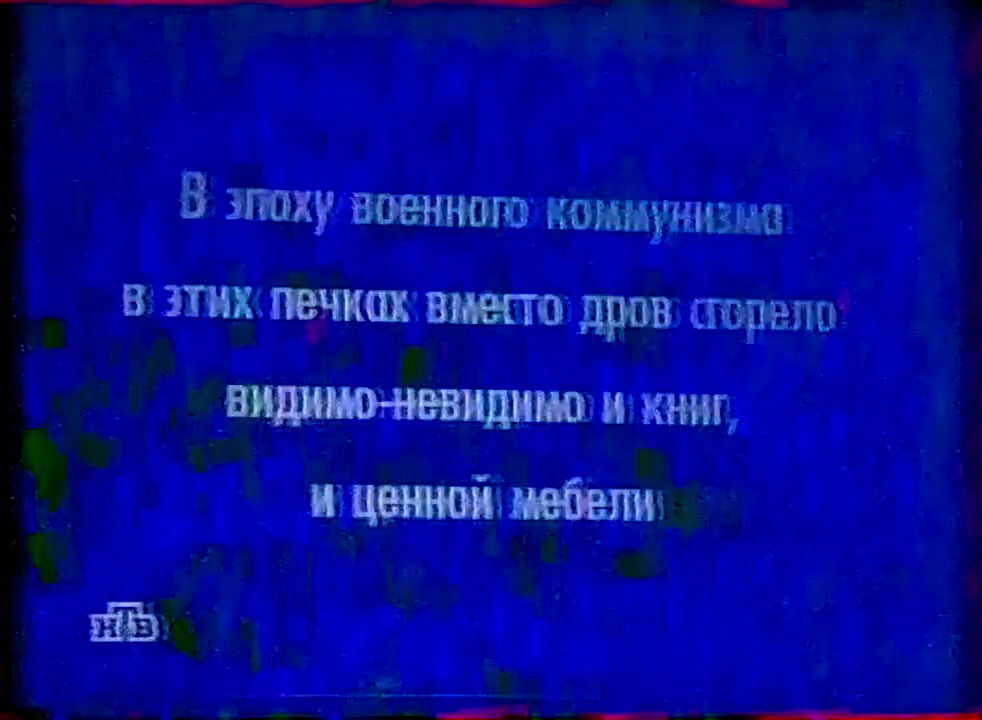 В эпоху военного коммунизма
в этих печках вместо дров сгорело
видимо-невидимо и книг,
и ценной мебели
НТВ